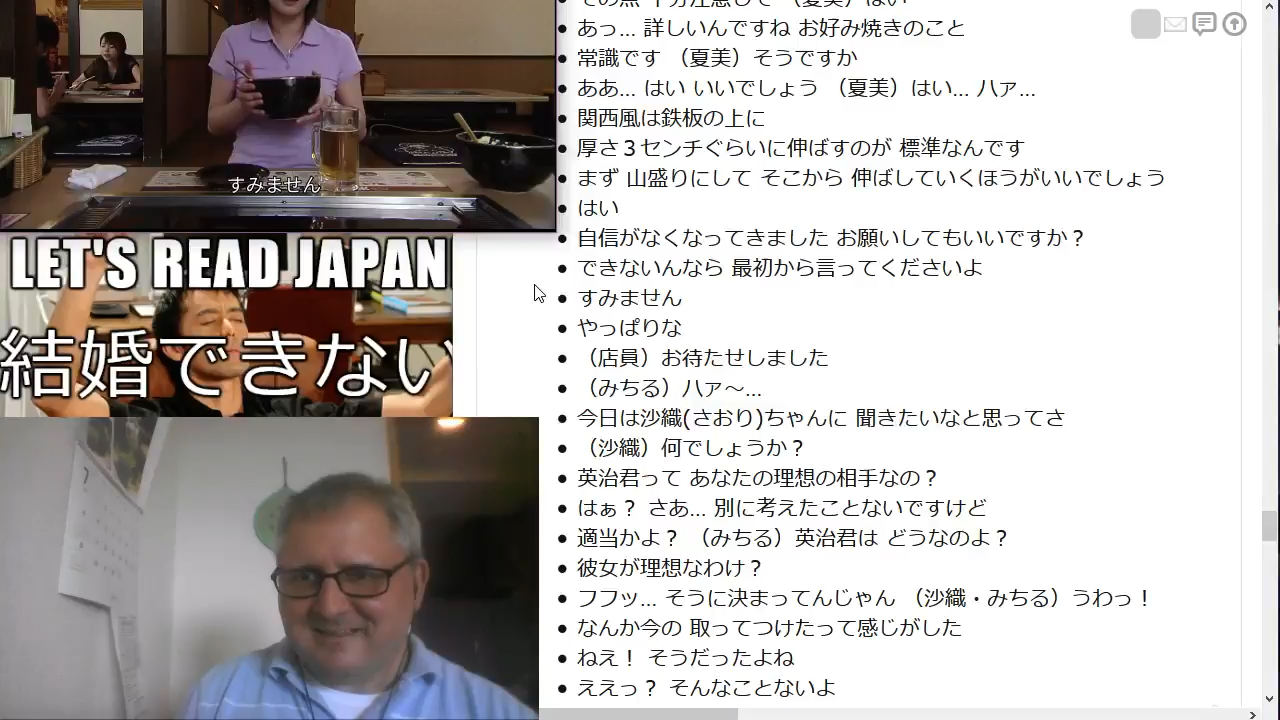 すみません
LET'S READ JAPAN
結婚できない
7
あっ… 詳しいんですね お好み焼きのこと
常識です （夏美）そうですか
ああ… はい いいでしょう （夏美）はい… ハァ…
関西風は鉄板の上に
厚さ３センチぐらいに伸ばすのが 標準なんです
まず 山盛りにして そこから 伸ばしていくほうがいいでしょう
はい
自信がなくなってきました お願いしてもいいですか？
できないんなら 最初から言ってくださいよ
すみません
やっぱりな
（店員）お待たせしました
（みちる）ハァ～…
今日は沙織(さおり)ちゃんに 聞きたいなと思ってさ
（沙織）何でしょうか？
英治君って あなたの理想の相手なの？
はぁ？ さあ… 別に考えたことないですけど
適当かよ？ （みちる）英治君は どうなのよ？
彼女が理想なわけ？
フフッ… そうに決まってんじゃん （沙織・みちる）うわっ！
なんか今の 取ってつけたって感じがした
ねえ！ そうだったよね
ええっ？ そんなことないよ